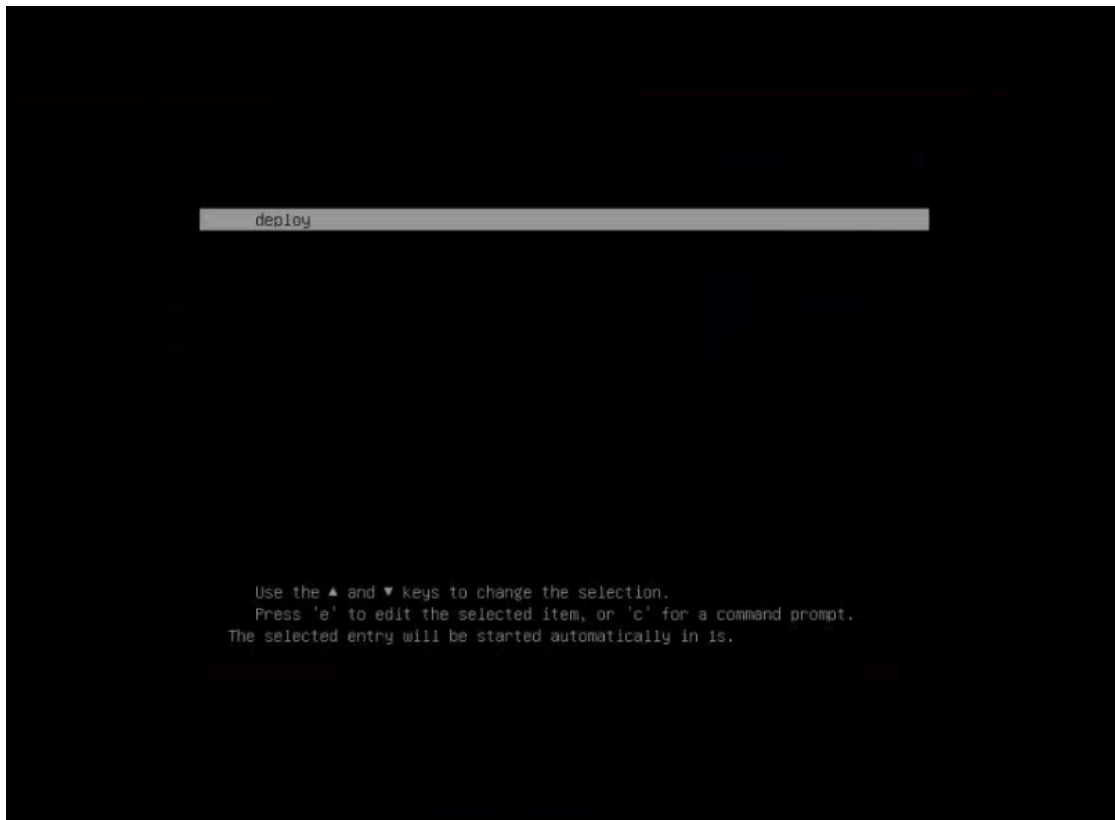 deploy
Use the ▲ and ▼ keys to change the selection.
Press 'e' to edit the selected item, or 'c' for a command prompt.
The selected entry will be started automatically in 1s.